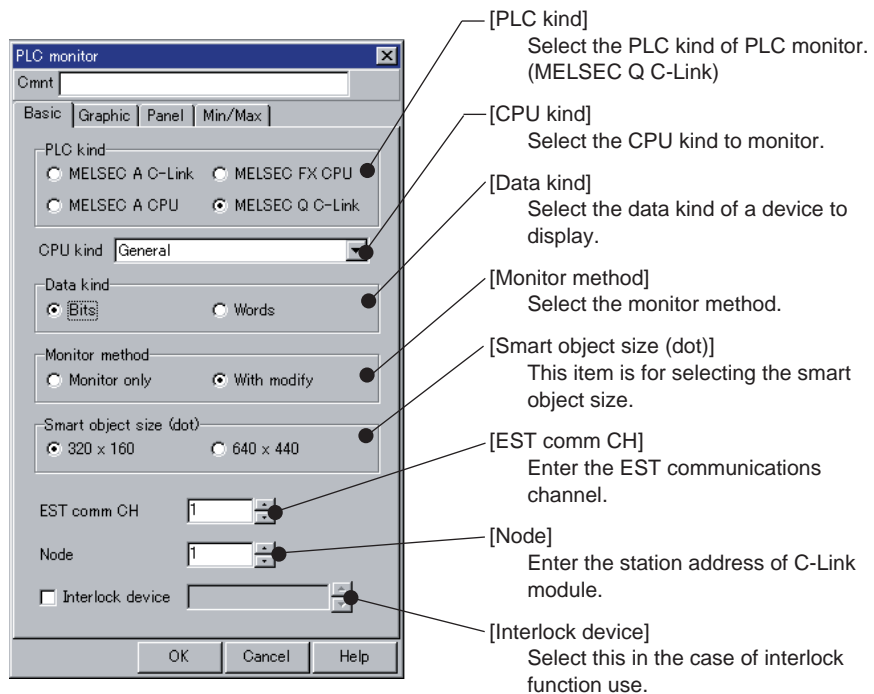 PLC monitor
Cmnt
Basic Graphic Panel Min/Max
PLC kind
MELSEC A C-Link MELSEC FX CPU
MELSEC A CPU MELSEC Q C-Link
CPU kind General
Data kind
Bits Words
Monitor method
Monitor only With modify
Smart object size (dot)
320 x 160 640 x 440
EST comm CH 1
Node 1
Interlock device
OK Cancel Help
[PLC kind]
Select the PLC kind of PLC monitor.
(MELSEC Q C-Link)
[CPU kind]
Select the CPU kind to monitor.
[Data kind]
Select the data kind of a device to
display.
[Monitor method]
Select the monitor method.
[Smart object size (dot)]
This item is for selecting the smart
object size.
[EST comm CH]
Enter the EST communications
channel.
[Node]
Enter the station address of C-Link
module.
[Interlock device]
Select this in the case of interlock
function use.